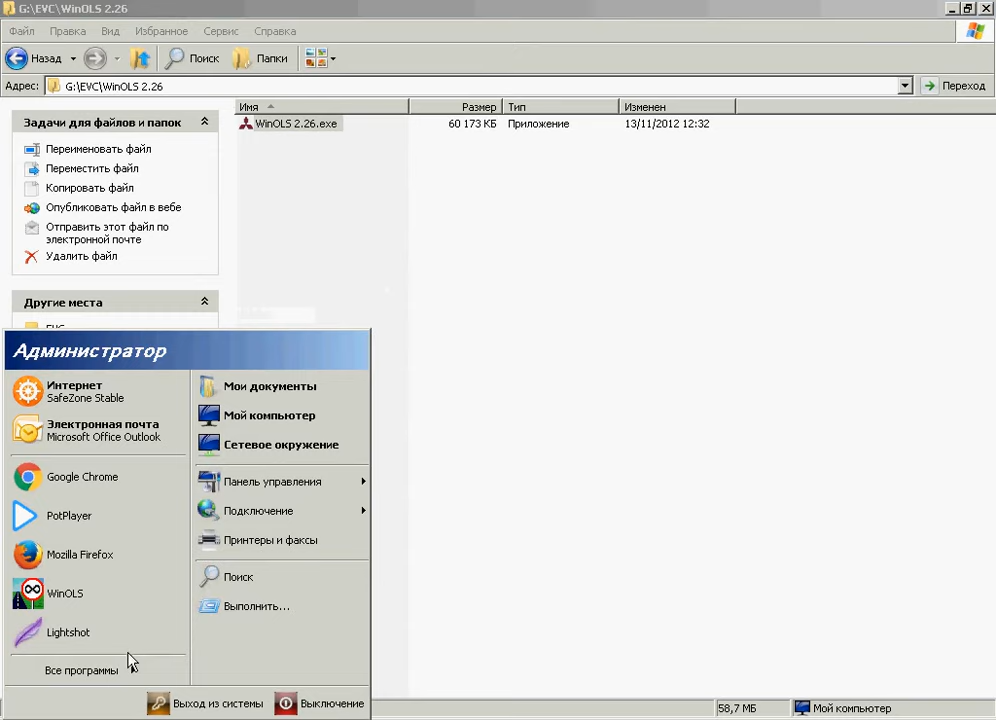 G:\EVC\WinOLS 2.26
Файл Правка Вид Избранное Сервис Справка
Назад Поиск Папки
Адрес: G:\EVC\WinOLS 2.26 Переход
Имя Размер Тип Изменен
WinOLS 2.26.exe 60 173 КБ Приложение 13/11/2012 12:32
Задачи для файлов и папок
Переименовать файл
Переместить файл
Копировать файл
Опубликовать файл в вебе
Отправить этот файл по
электронной почте
Удалить файл
Другие места
EVC
Администратор
Интернет
SafeZone Stable
Электронная почта
Microsoft Office Outlook
Google Chrome
PotPlayer
Mozilla Firefox
WinOLS
Lightshot
Все программы
Мои документы
Мой компьютер
Сетевое окружение
Панель управления
Подключение
Принтеры и факсы
Поиск
Выполнить...
Выход из системы Выключение
58,7 МБ Мой компьютер